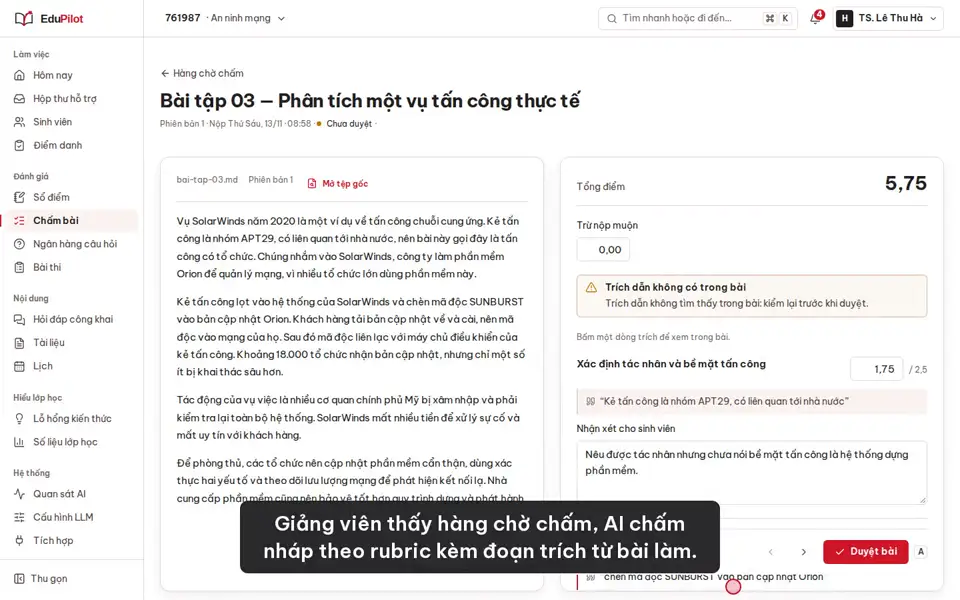 EduPilot
761987 · An ninh mạng
Tìm nhanh hoặc đi đến...
⌘ K
4
H
TS. Lê Thu Hà
Làm việc
Hôm nay
Hộp thư hỗ trợ
Sinh viên
Điểm danh
Đánh giá
Sổ điểm
Chấm bài
Ngân hàng câu hỏi
Bài thi
Nội dung
Hỏi đáp công khai
Tài liệu
Lịch
Hiểu lớp học
Lỗ hổng kiến thức
Số liệu lớp học
Hệ thống
Quan sát AI
Cấu hình LLM
Tích hợp
Thu gọn
← Hàng chờ chấm
Bài tập 03 — Phân tích một vụ tấn công thực tế
Phiên bản 1 · Nộp Thứ Sáu, 13/11 · 08:58 · Chưa duyệt ·
bai-tap-03.md Phiên bản 1 Mở tệp gốc
Vụ SolarWinds năm 2020 là một ví dụ về tấn công chuỗi cung ứng. Kẻ tấn
công là nhóm APT29, có liên quan tới nhà nước, nên bài này gọi đây là tấn
công có tổ chức. Chúng nhắm vào SolarWinds, công ty làm phần mềm
Orion để quản lý mạng, vì nhiều tổ chức lớn dùng phần mềm này.
Kẻ tấn công lọt vào hệ thống của SolarWinds và chèn mã độc SUNBURST
vào bản cập nhật Orion. Khách hàng tải bản cập nhật về và cài, nên mã
độc vào mạng của họ. Sau đó mã độc liên lạc với máy chủ điều khiển của
kẻ tấn công. Khoảng 18.000 tổ chức nhận bản cập nhật, nhưng chỉ một số
ít bị khai thác sâu hơn.
Tác động của vụ việc là nhiều cơ quan chính phủ Mỹ bị xâm nhập và phải
kiểm tra lại toàn bộ hệ thống. SolarWinds mất nhiều tiền để xử lý sự cố và
mất uy tín với khách hàng.
Để phòng thủ, các tổ chức nên cập nhật phần mềm cẩn thận, dùng xác
thực hai yếu tố và theo dõi lưu lượng mạng để phát hiện kết nối lạ. Nhà
cung cấp phần mềm cũng nên bảo vệ tốt hơn quy trình dựng và phát hành
Tổng điểm 5,75
Trừ nộp muộn
0,00
Trích dẫn không có trong bài
Trích dẫn không tìm thấy trong bài: kiểm lại trước khi duyệt.
Bấm một dòng trích để xem trong bài.
Xác định tác nhân và bề mặt tấn công 1,75 / 2,5
“Kẻ tấn công là nhóm APT29, có liên quan tới nhà nước”
Nhận xét cho sinh viên
Nêu được tác nhân nhưng chưa nói bề mặt tấn công là hệ thống dựng
phần mềm.
Duyệt bài A
chèn mã độc SUNBURST vào bản cập nhật Orion
Giảng viên thấy hàng chờ chấm, AI chấm
nháp theo rubric kèm đoạn trích từ bài làm.